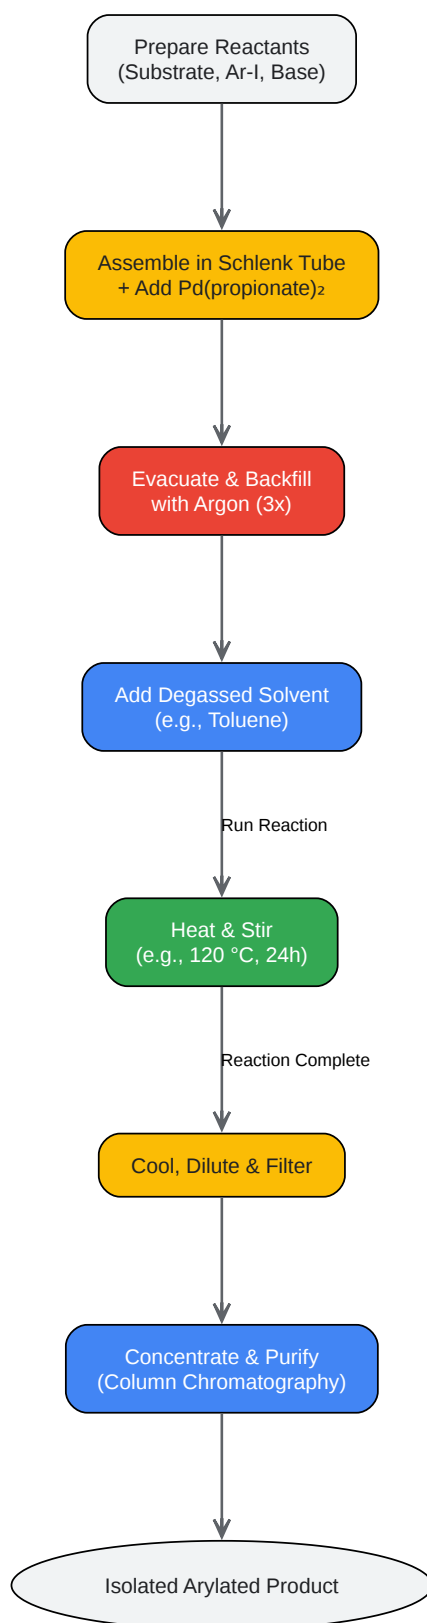 Prepare Reactants
(Substrate, Ar-I, Base)
Assemble in Schlenk Tube
+ Add Pd(propionate)₂
Evacuate & Backfill
with Argon (3x)
Add Degassed Solvent
(e.g., Toluene)
Run Reaction
Heat & Stir
(e.g., 120 °C, 24h)
Reaction Complete
Cool, Dilute & Filter
Concentrate & Purify
(Column Chromatography)
Isolated Arylated Product